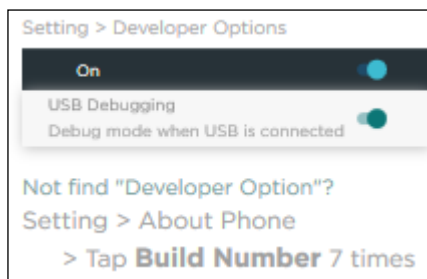 Setting > Developer Options
On
USB Debugging
Debug mode when USB is connected
Not find "Developer Option"?
Setting > About Phone
> Tap Build Number 7 times